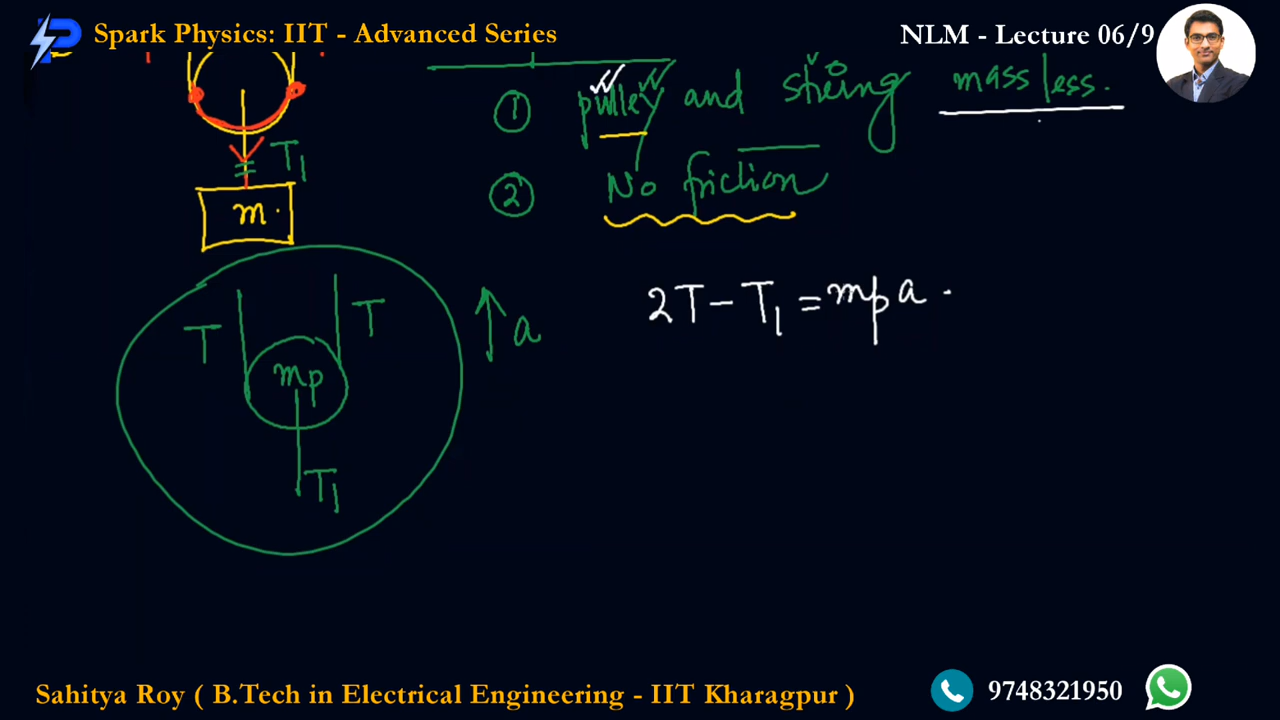 Spark Physics: IIT - Advanced Series
NLM - Lecture 06/9
① pulley and string massless.
② No friction
T1
m
2T - T1 = mp a
T T
↑ a
mp
T1
Sahitya Roy ( B.Tech in Electrical Engineering - IIT Kharagpur )
9748321950